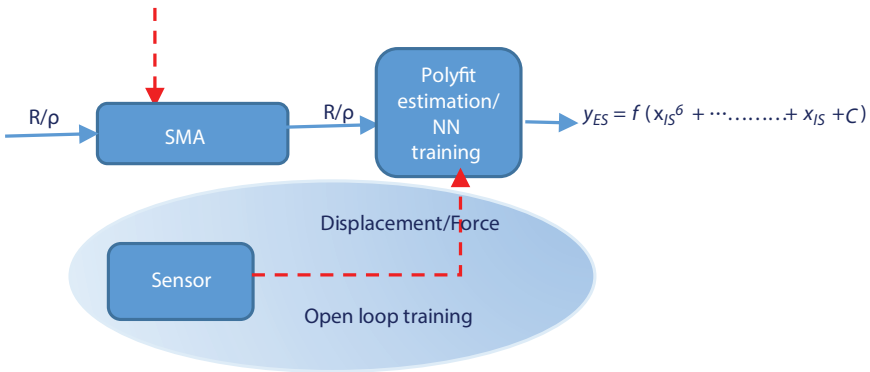 R/ρ
SMA
R/ρ
Polyfit
estimation/
NN
training
y_ES = f (x_IS^6 + ⋯………+ x_IS +C)
Displacement/Force
Sensor
Open loop training